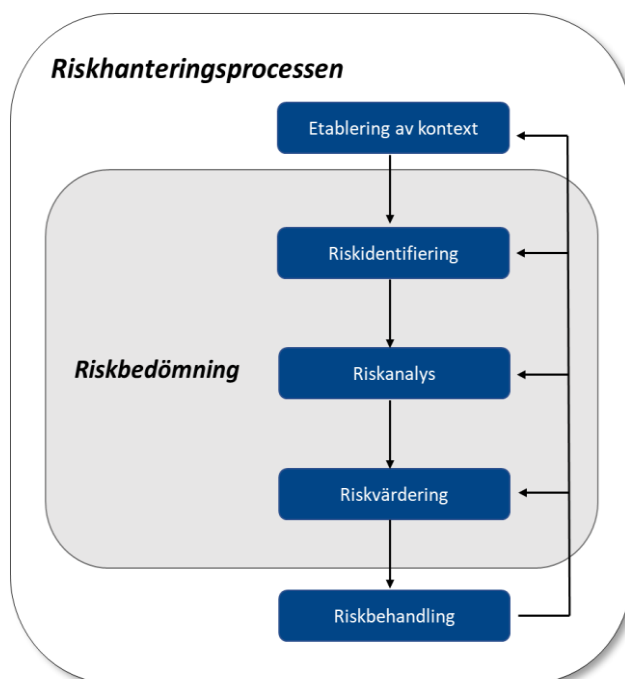 Riskhanteringsprocessen
Etablering av kontext
Riskidentifiering
Riskbedömning
Riskanalys
Riskvärdering
Riskbehandling